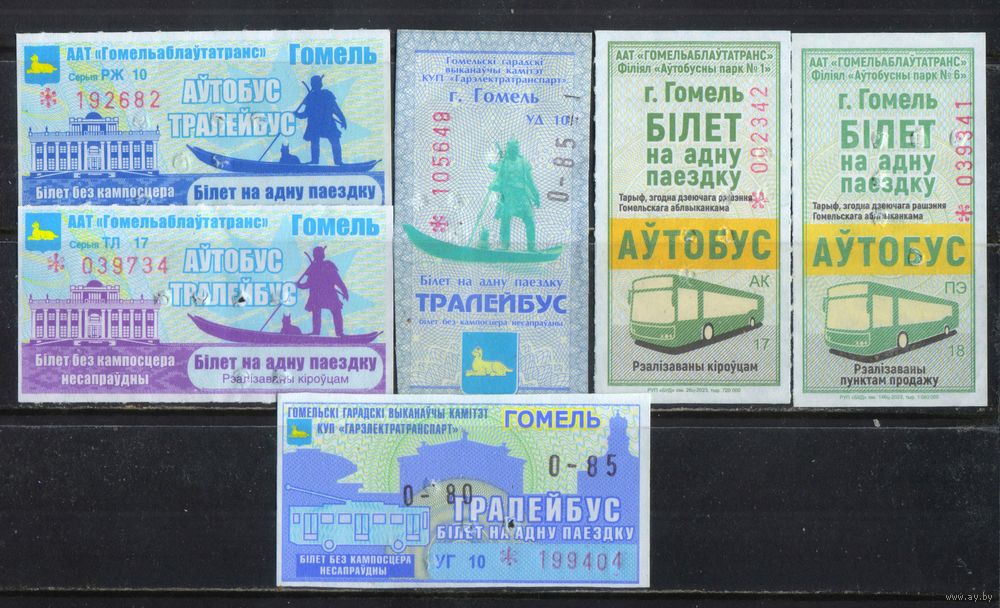 ААТ «Гомельаблаўтатранс»
Гомель
Серыя РЖ 10
* 192682
АЎТОБУС
ТРАЛЕЙБУС
Білет без кампосцера
Білет на адну паездку
ААТ «Гомельаблаўтатранс»
Гомель
Серыя ТЛ 17
* 039734
АЎТОБУС
ТРАЛЕЙБУС
Білет без кампосцера
несапраўдны
Білет на адну паездку
Рэалізаваны кіроўцам
Гомельскі гарадскі
выканаўчы камітэт
КУП «Гарэлектратранспарт»
г. Гомель
УД 10
* 105648
0-85
Білет на адну паездку
ТРАЛЕЙБУС
білет без кампосцера несапраўдны
ААТ «ГОМЕЛЬАБЛАЎТАТРАНС»
Філіял «Аўтобусны парк № 1»
г. Гомель
БІЛЕТ
на адну
паездку
* 002342
Тарыф, згодна дзеючага рашэння
Гомельскага аблвыканкама
АЎТОБУС
АК
17
Рэалізаваны кіроўцам
ААТ «ГОМЕЛЬАБЛАЎТАТРАНС»
Філіял «Аўтобусны парк № 6»
г. Гомель
БІЛЕТ
на адну
паездку
* 039341
Тарыф, згодна дзеючага рашэння
Гомельскага аблвыканкама
АЎТОБУС
ПЭ
18
Рэалізаваны
пунктам продажу
ГОМЕЛЬСКІ ГАРАДСКІ ВЫКАНАЎЧЫ КАМІТЭТ
КУП «ГАРЭЛЕКТРАТРАНСПАРТ»
ГОМЕЛЬ
0-85
0-80
ТРАЛЕЙБУС
БІЛЕТ НА АДНУ ПАЕЗДКУ
БІЛЕТ БЕЗ КАМПОСЦЕРА
НЕСАПРАЎДНЫ
УГ 10 * 199404
www.ay.by